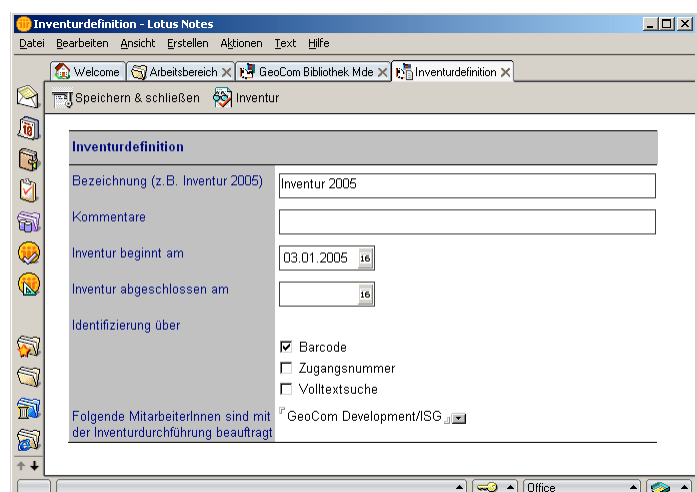 Inventurdefinition - Lotus Notes
Datei Bearbeiten Ansicht Erstellen Aktionen Text Hilfe
Welcome Arbeitsbereich GeoCom Bibliothek Mde Inventurdefinition
Speichern & schließen Inventur
Inventurdefinition
Bezeichnung (z.B. Inventur 2005) Inventur 2005
Kommentare
Inventur beginnt am 03.01.2005 16
Inventur abgeschlossen am 16
Identifizierung über
Barcode
Zugangsnummer
Volltextsuche
Folgende MitarbeiterInnen sind mit GeoCom Development/ISG
der Inventurdurchführung beauftragt
Office